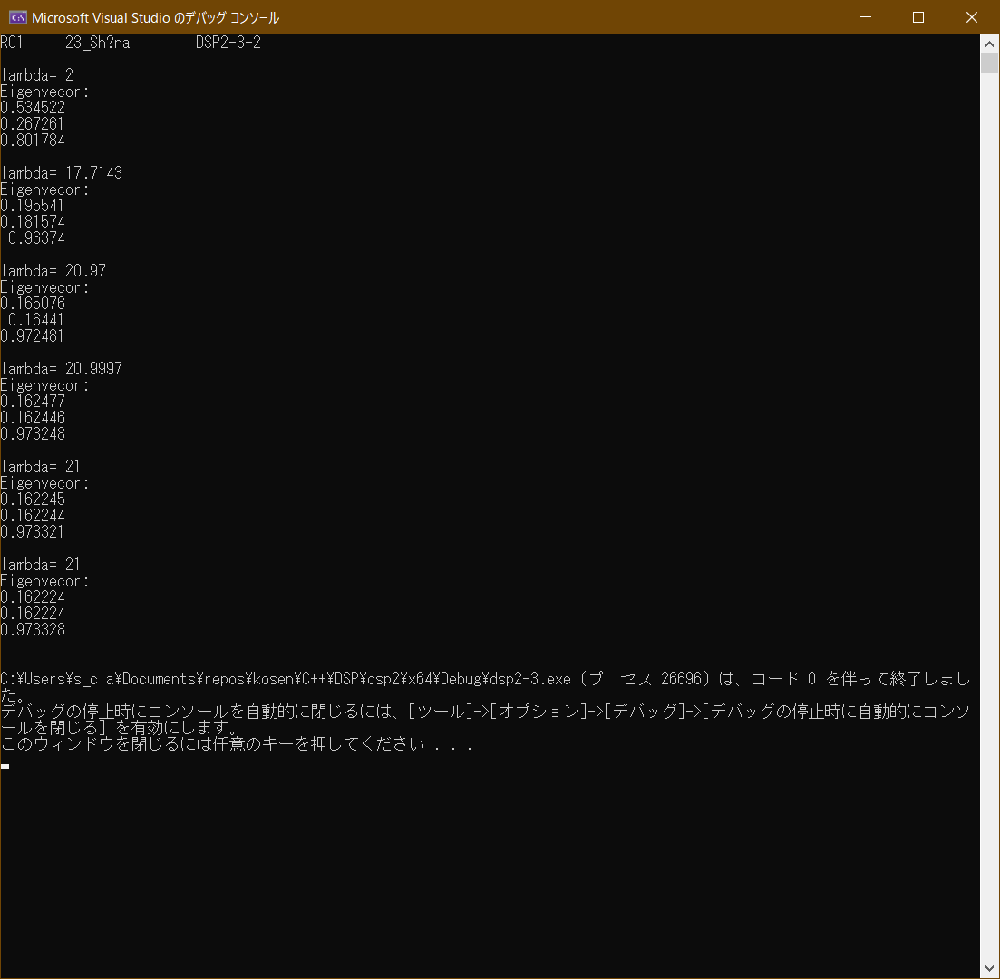 Microsoft Visual Studio のデバッグ コンソール
R01 23_Sh?na DSP2-3-2
lambda= 2
Eigenvecor:
0.534522
0.267261
0.801784
lambda= 17.7143
Eigenvecor:
0.195541
0.181574
0.96374
lambda= 20.97
Eigenvecor:
0.165076
0.16441
0.972481
lambda= 20.9997
Eigenvecor:
0.162477
0.162446
0.973248
lambda= 21
Eigenvecor:
0.162245
0.162244
0.973321
lambda= 21
Eigenvecor:
0.162224
0.162224
0.973328
C:¥Users¥s_cla¥Documents¥repos¥kosen¥C++¥DSP¥dsp2¥x64¥Debug¥dsp2-3.exe (プロセス 26696) は、コード 0 を伴って終了しまし
た。
デバッグの停止時にコンソールを自動的に閉じるには、[ツール]->[オプション]->[デバッグ]->[デバッグの停止時に自動的にコンソ
ールを閉じる] を有効にします。
このウィンドウを閉じるには任意のキーを押してください . . .